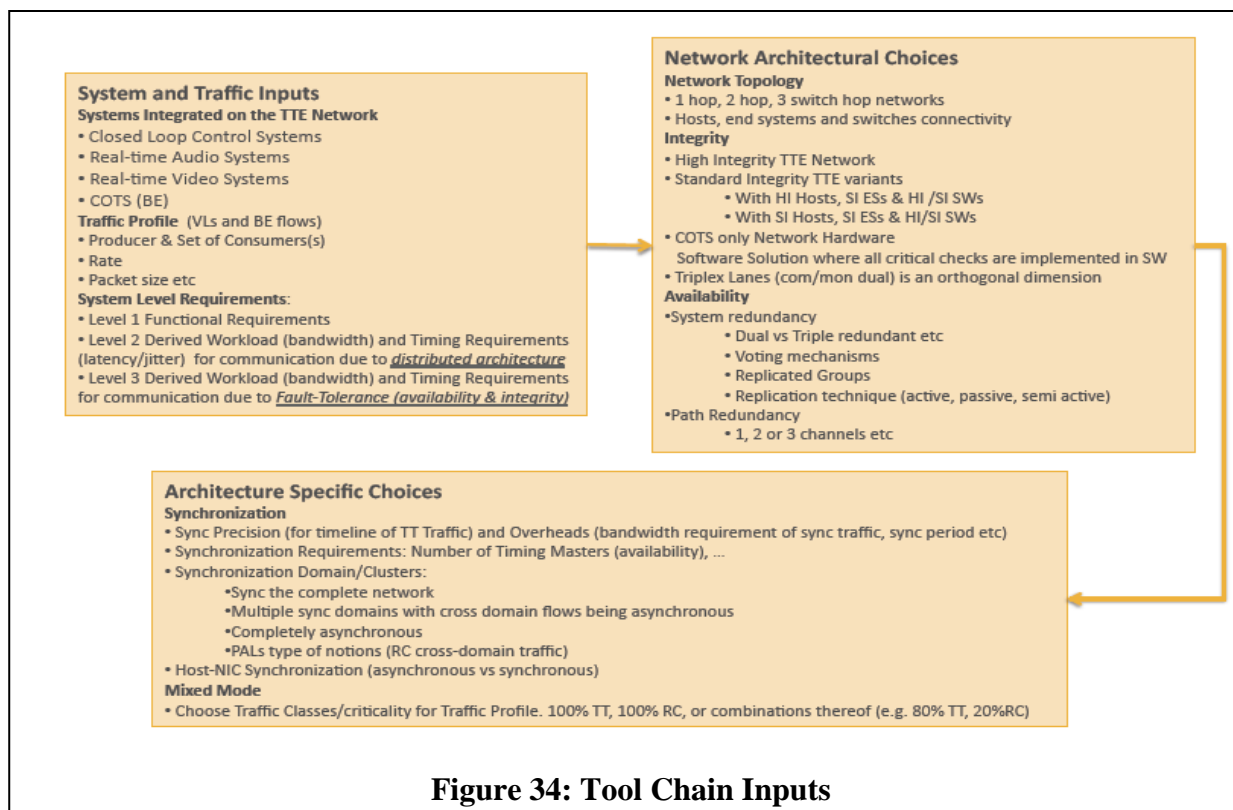 System and Traffic Inputs
Systems Integrated on the TTE Network
• Closed Loop Control Systems
• Real-time Audio Systems
• Real-time Video Systems
• COTS (BE)
Traffic Profile (VLs and BE flows)
• Producer & Set of Consumers(s)
• Rate
• Packet size etc
System Level Requirements:
• Level 1 Functional Requirements
• Level 2 Derived Workload (bandwidth) and Timing Requirements
(latency/jitter) for communication due to distributed architecture
• Level 3 Derived Workload (bandwidth) and Timing Requirements
for communication due to Fault-Tolerance (availability & integrity)
Network Architectural Choices
Network Topology
• 1 hop, 2 hop, 3 switch hop networks
• Hosts, end systems and switches connectivity
Integrity
• High Integrity TTE Network
• Standard Integrity TTE variants
• With HI Hosts, SI ESs & HI /SI SWs
• With SI Hosts, SI ESs & HI/SI SWs
• COTS only Network Hardware
Software Solution where all critical checks are implemented in SW
• Triplex Lanes (com/mon dual) is an orthogonal dimension
Availability
•System redundancy
• Dual vs Triple redundant etc
• Voting mechanisms
• Replicated Groups
• Replication technique (active, passive, semi active)
•Path Redundancy
• 1, 2 or 3 channels etc
Architecture Specific Choices
Synchronization
• Sync Precision (for timeline of TT Traffic) and Overheads (bandwidth requirement of sync traffic, sync period etc)
• Synchronization Requirements: Number of Timing Masters (availability), ...
• Synchronization Domain/Clusters:
•Sync the complete network
•Multiple sync domains with cross domain flows being asynchronous
•Completely asynchronous
•PALs type of notions (RC cross-domain traffic)
• Host-NIC Synchronization (asynchronous vs synchronous)
Mixed Mode
• Choose Traffic Classes/criticality for Traffic Profile. 100% TT, 100% RC, or combinations thereof (e.g. 80% TT, 20%RC)
Figure 34: Tool Chain Inputs